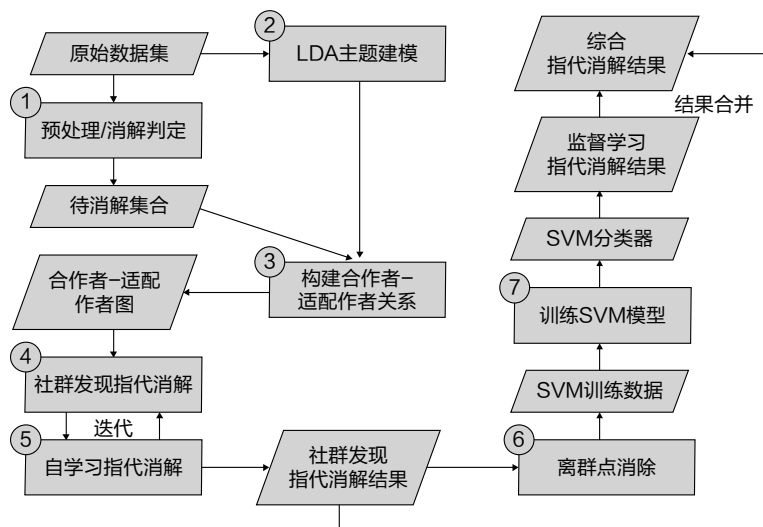 原始数据集
①
预处理/消解判定
待消解集合
②
LDA主题建模
③
构建合作者–
适配作者关系
合作者–适配
作者图
④
社群发现指代消解
迭代
⑤
自学习指代消解
社群发现
指代消解结果
⑥
离群点消除
SVM训练数据
⑦
训练SVM模型
SVM分类器
监督学习
指代消解结果
结果合并
综合
指代消解结果